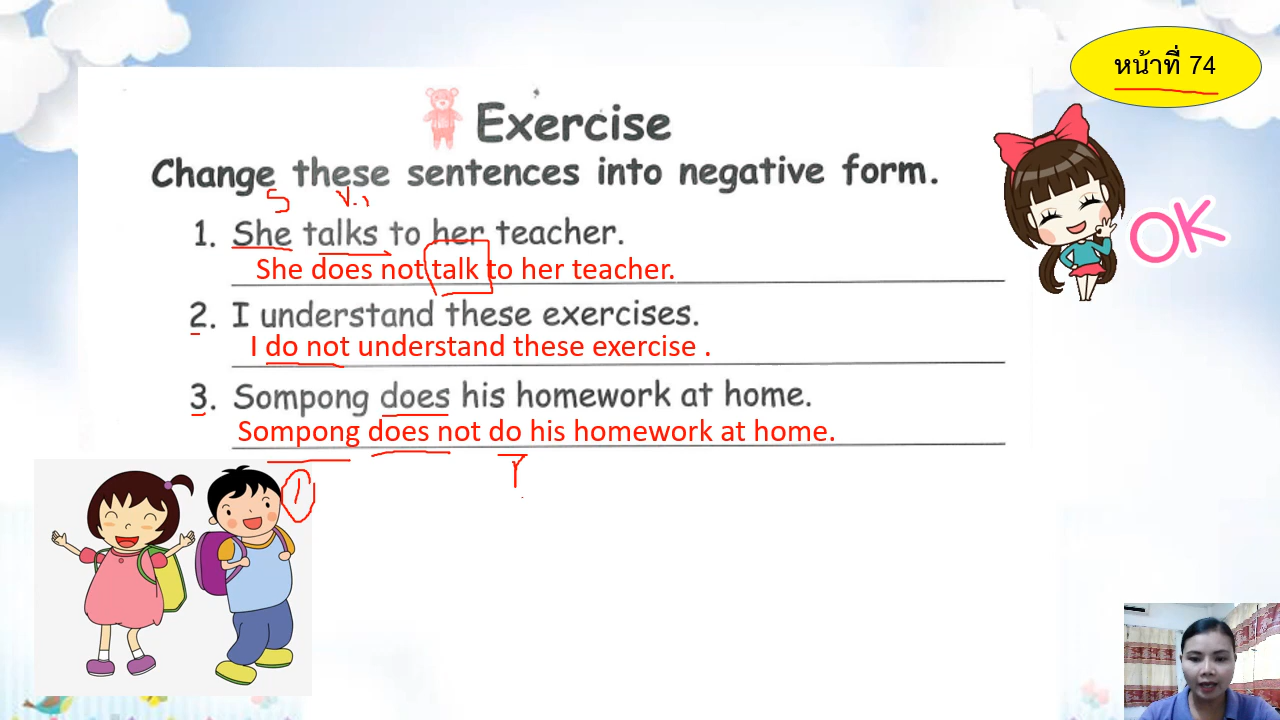 หน้าที่ 74
Exercise
Change these sentences into negative form.
S V.1
1. She talks to her teacher.
She does not talk to her teacher.
2. I understand these exercises.
I do not understand these exercise .
3. Sompong does his homework at home.
Sompong does not do his homework at home.
1
OK